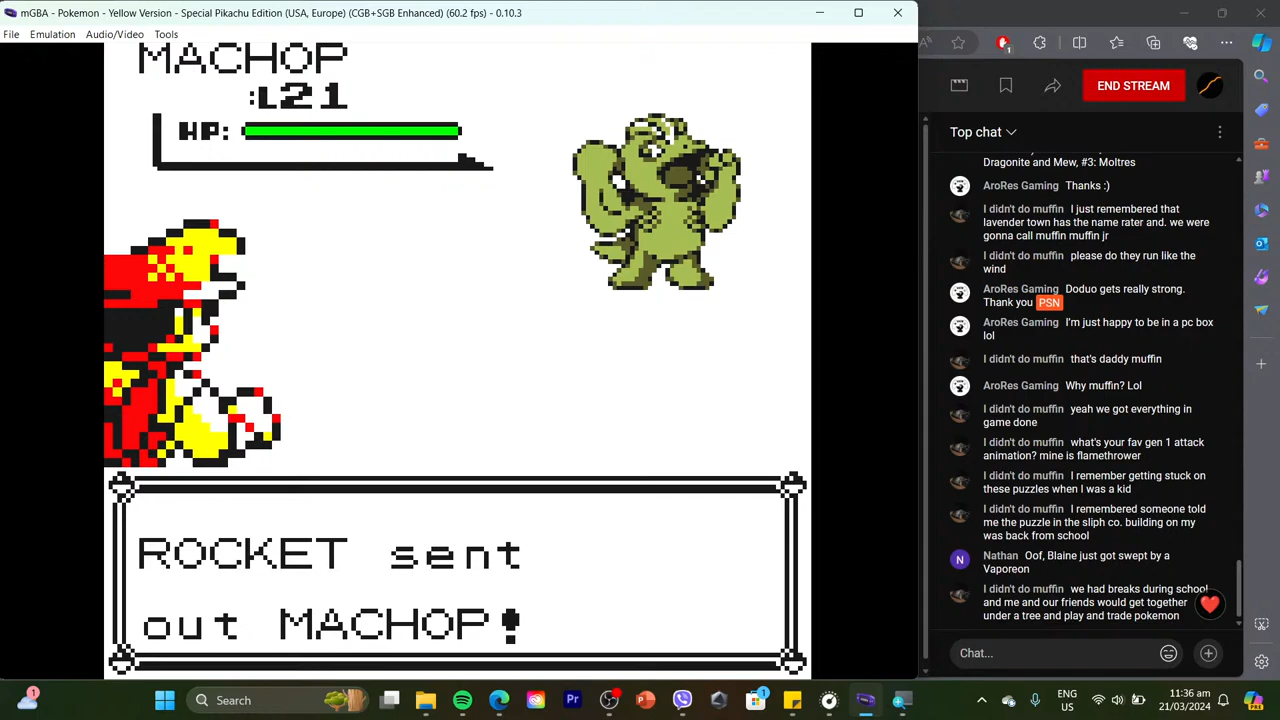 mGBA - Pokemon - Yellow Version - Special Pikachu Edition (USA, Europe) (CGB+SGB Enhanced) (60.2 fps) - 0.10.3
File Emulation Audio/Video Tools
MACHOP
:L21
HP:
ROCKET sent
out MACHOP!
END STREAM
Top chat
Dragonite and Mew, #3: Moltres
AroRes Gaming Thanks :)
I didn't do muffin I just remembered that
lavender town has the name rater and. we were
gonna call muffin muffin jr
I didn't do muffin plus doduo they run like the
wind
AroRes Gaming Doduo gets really strong.
Thank you PSN
AroRes Gaming I'm just happy to be in a pc box
lol
I didn't do muffin that's daddy muffin
AroRes Gaming Why muffin? Lol
I didn't do muffin yeah we got everything in
game done
I didn't do muffin what's your fav gen 1 attack
animation? mine is flamethrower
I didn't do muffin I remember getting stuck on
these puzzles when I was a kid
I didn't do muffin I remembered someone told
me the puzzle in the sliph co. building on my
was back from school
N
Nathan Oof, Blaine just got swept by a
Vaporeon
I didn't do muffin we had breaks during school
and me and our friends would get together
under a tree and play and trade pokemon
Chat...
1
Search
Pr
1
ENG
US
11:36 am
21/03/2024